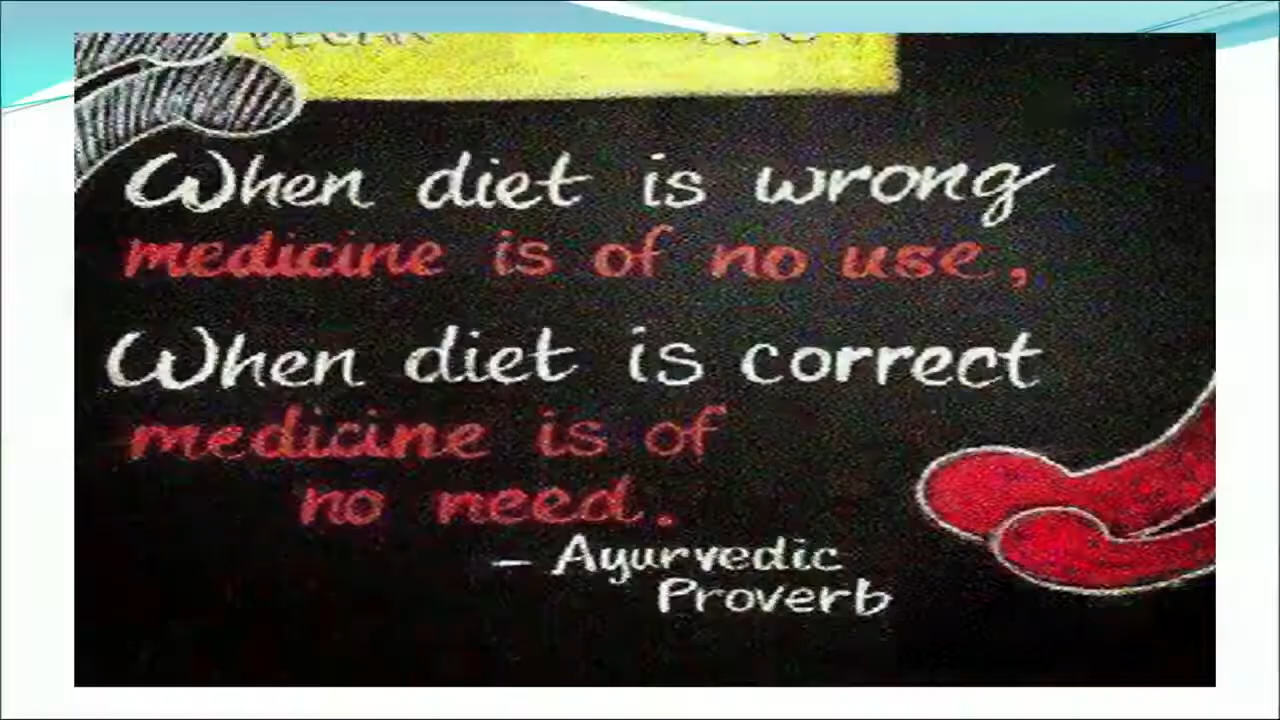 When diet is wrong
medicine is of no use,
When diet is correct
medicine is of
no need.
– Ayurvedic
Proverb